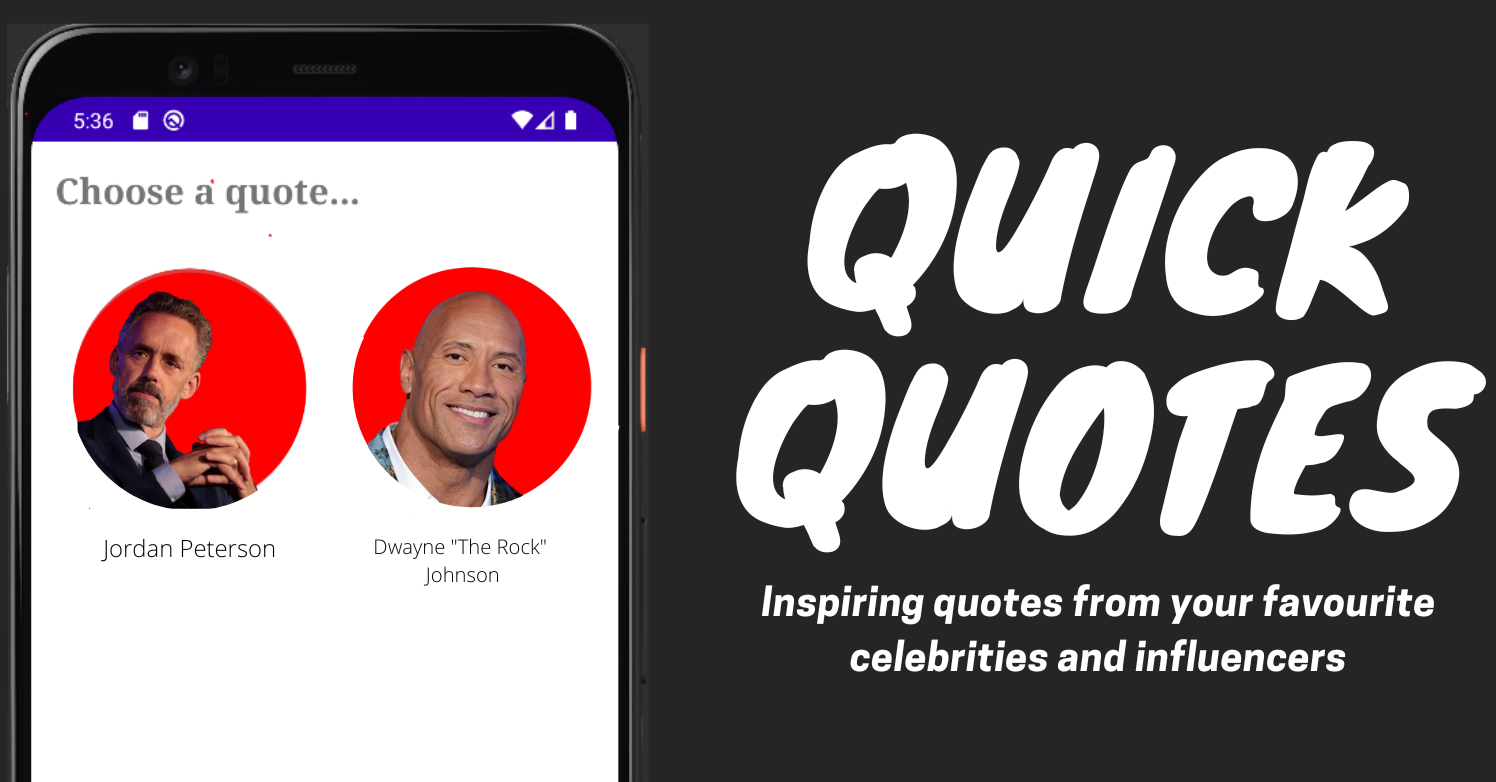 5:36
Choose a quote...
Jordan Peterson
Dwayne "The Rock"
Johnson
QUICK
QUOTES
Inspiring quotes from your favourite
celebrities and influencers